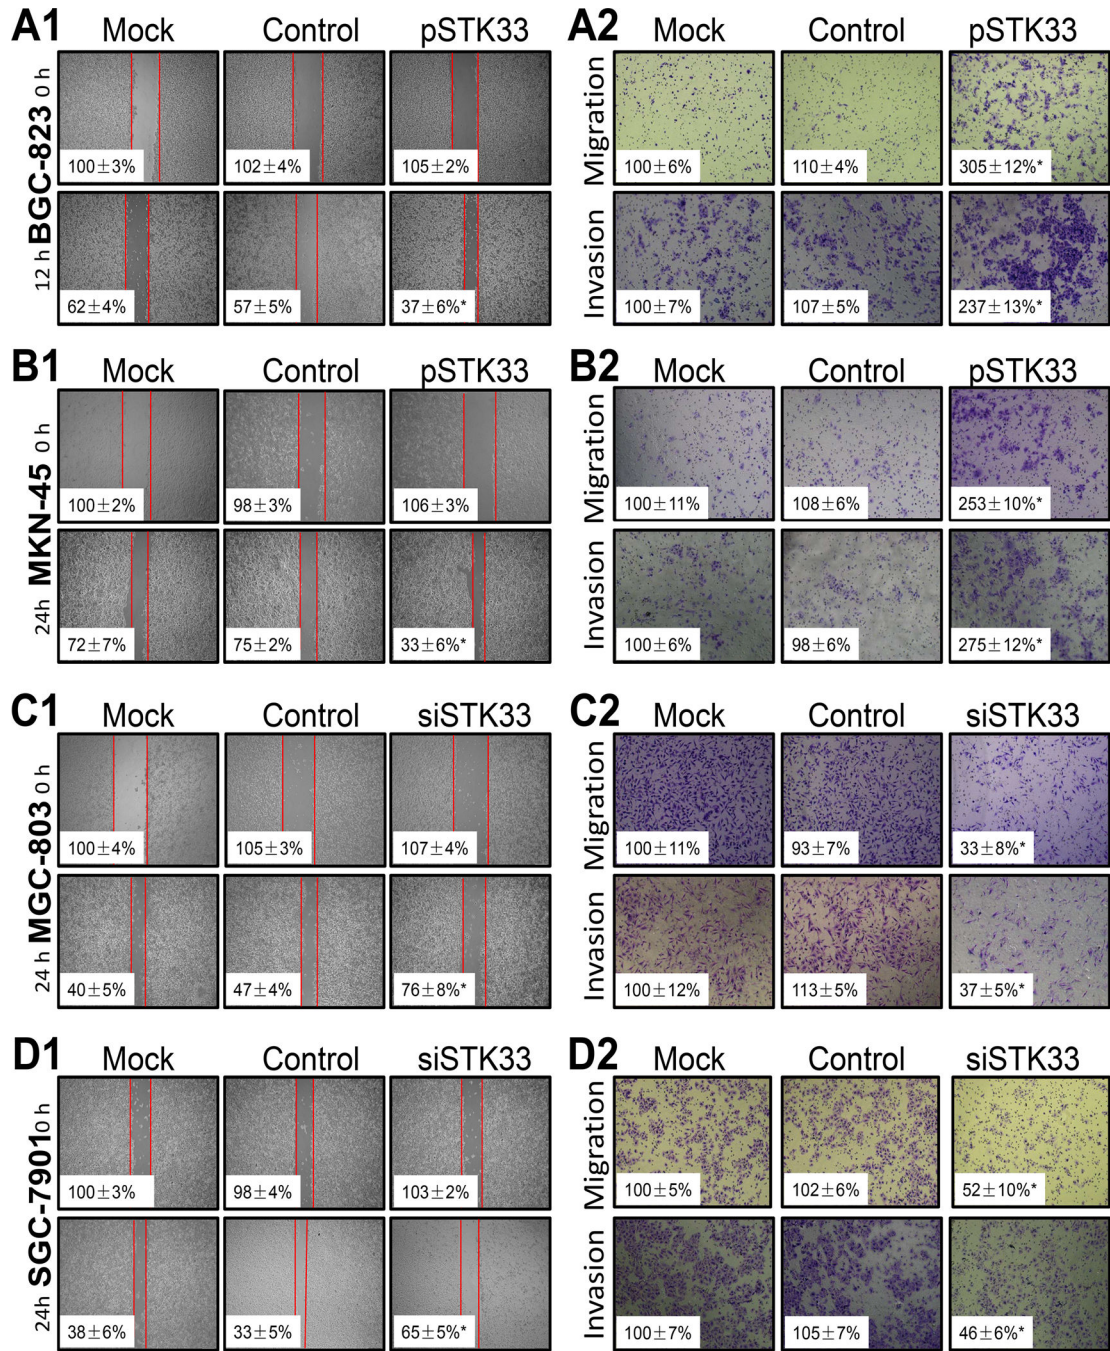 A1 Mock Control pSTK33
BGC-823 0 h
100±3% 102±4% 105±2%
12 h
62±4% 57±5% 37±6%*
A2 Mock Control pSTK33
Migration
100±6% 110±4% 305±12%*
Invasion
100±7% 107±5% 237±13%*
B1 Mock Control pSTK33
MKN-45 0 h
100±2% 98±3% 106±3%
24h
72±7% 75±2% 33±6%*
B2 Mock Control pSTK33
Migration
100±11% 108±6% 253±10%*
Invasion
100±6% 98±6% 275±12%*
C1 Mock Control siSTK33
MGC-803 0 h
100±4% 105±3% 107±4%
24 h
40±5% 47±4% 76±8%*
C2 Mock Control siSTK33
Migration
100±11% 93±7% 33±8%*
Invasion
100±12% 113±5% 37±5%*
D1 Mock Control siSTK33
SGC-7901 0 h
100±3% 98±4% 103±2%
24h
38±6% 33±5% 65±5%*
D2 Mock Control siSTK33
Migration
100±5% 102±6% 52±10%*
Invasion
100±7% 105±7% 46±6%*